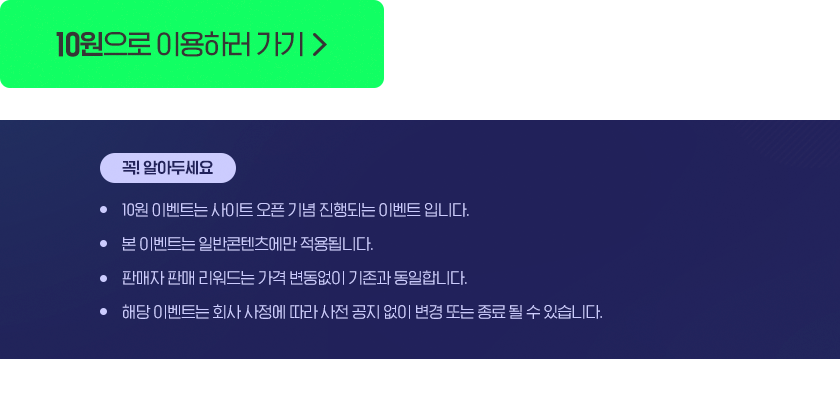 10원으로 이용하러 가기
꼭! 알아두세요
10원 이벤트는 사이트 오픈 기념 진행되는 이벤트 입니다.
본 이벤트는 일반콘텐츠에만 적용됩니다.
판매자 판매 리워드는 가격 변동없이 기존과 동일합니다.
해당 이벤트는 회사 사정에 따라 사전 공지 없이 변경 또는 종료 될 수 있습니다.